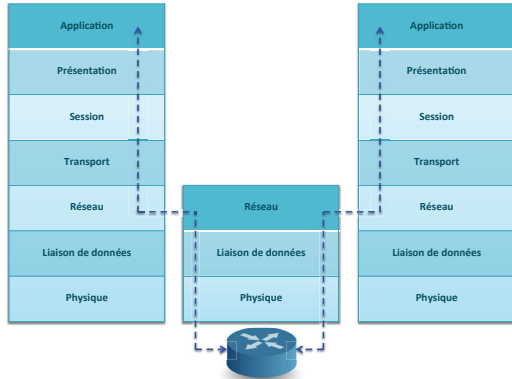 Application
Présentation
Session
Transport
Réseau
Liaison de données
Physique
Réseau
Liaison de données
Physique
Application
Présentation
Session
Transport
Réseau
Liaison de données
Physique